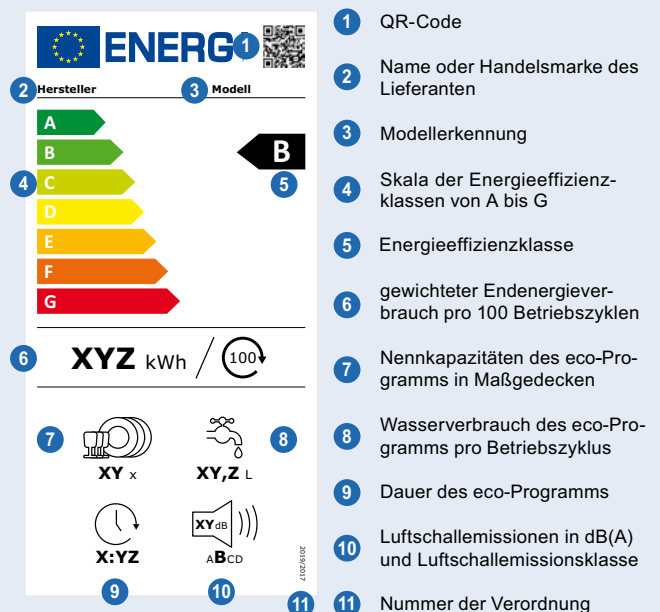 ENERG
1
2 Hersteller 3 Modell
A
B
B
4 C 5
D
E
F
G
6 XYZ kWh / 100
7 8
XY x XY,Z L
XYdB
X:YZ ABCD
2019/2017
9 10 11
1 QR-Code
2 Name oder Handelsmarke des
Lieferanten
3 Modellerkennung
4 Skala der Energieeffizienz-
klassen von A bis G
5 Energieeffizienzklasse
6 gewichteter Endenergiever-
brauch pro 100 Betriebszyklen
7 Nennkapazitäten des eco-Pro-
gramms in Maßgedecken
8 Wasserverbrauch des eco-Pro-
gramms pro Betriebszyklus
9 Dauer des eco-Programms
10 Luftschallemissionen in dB(A)
und Luftschallemissionsklasse
11 Nummer der Verordnung